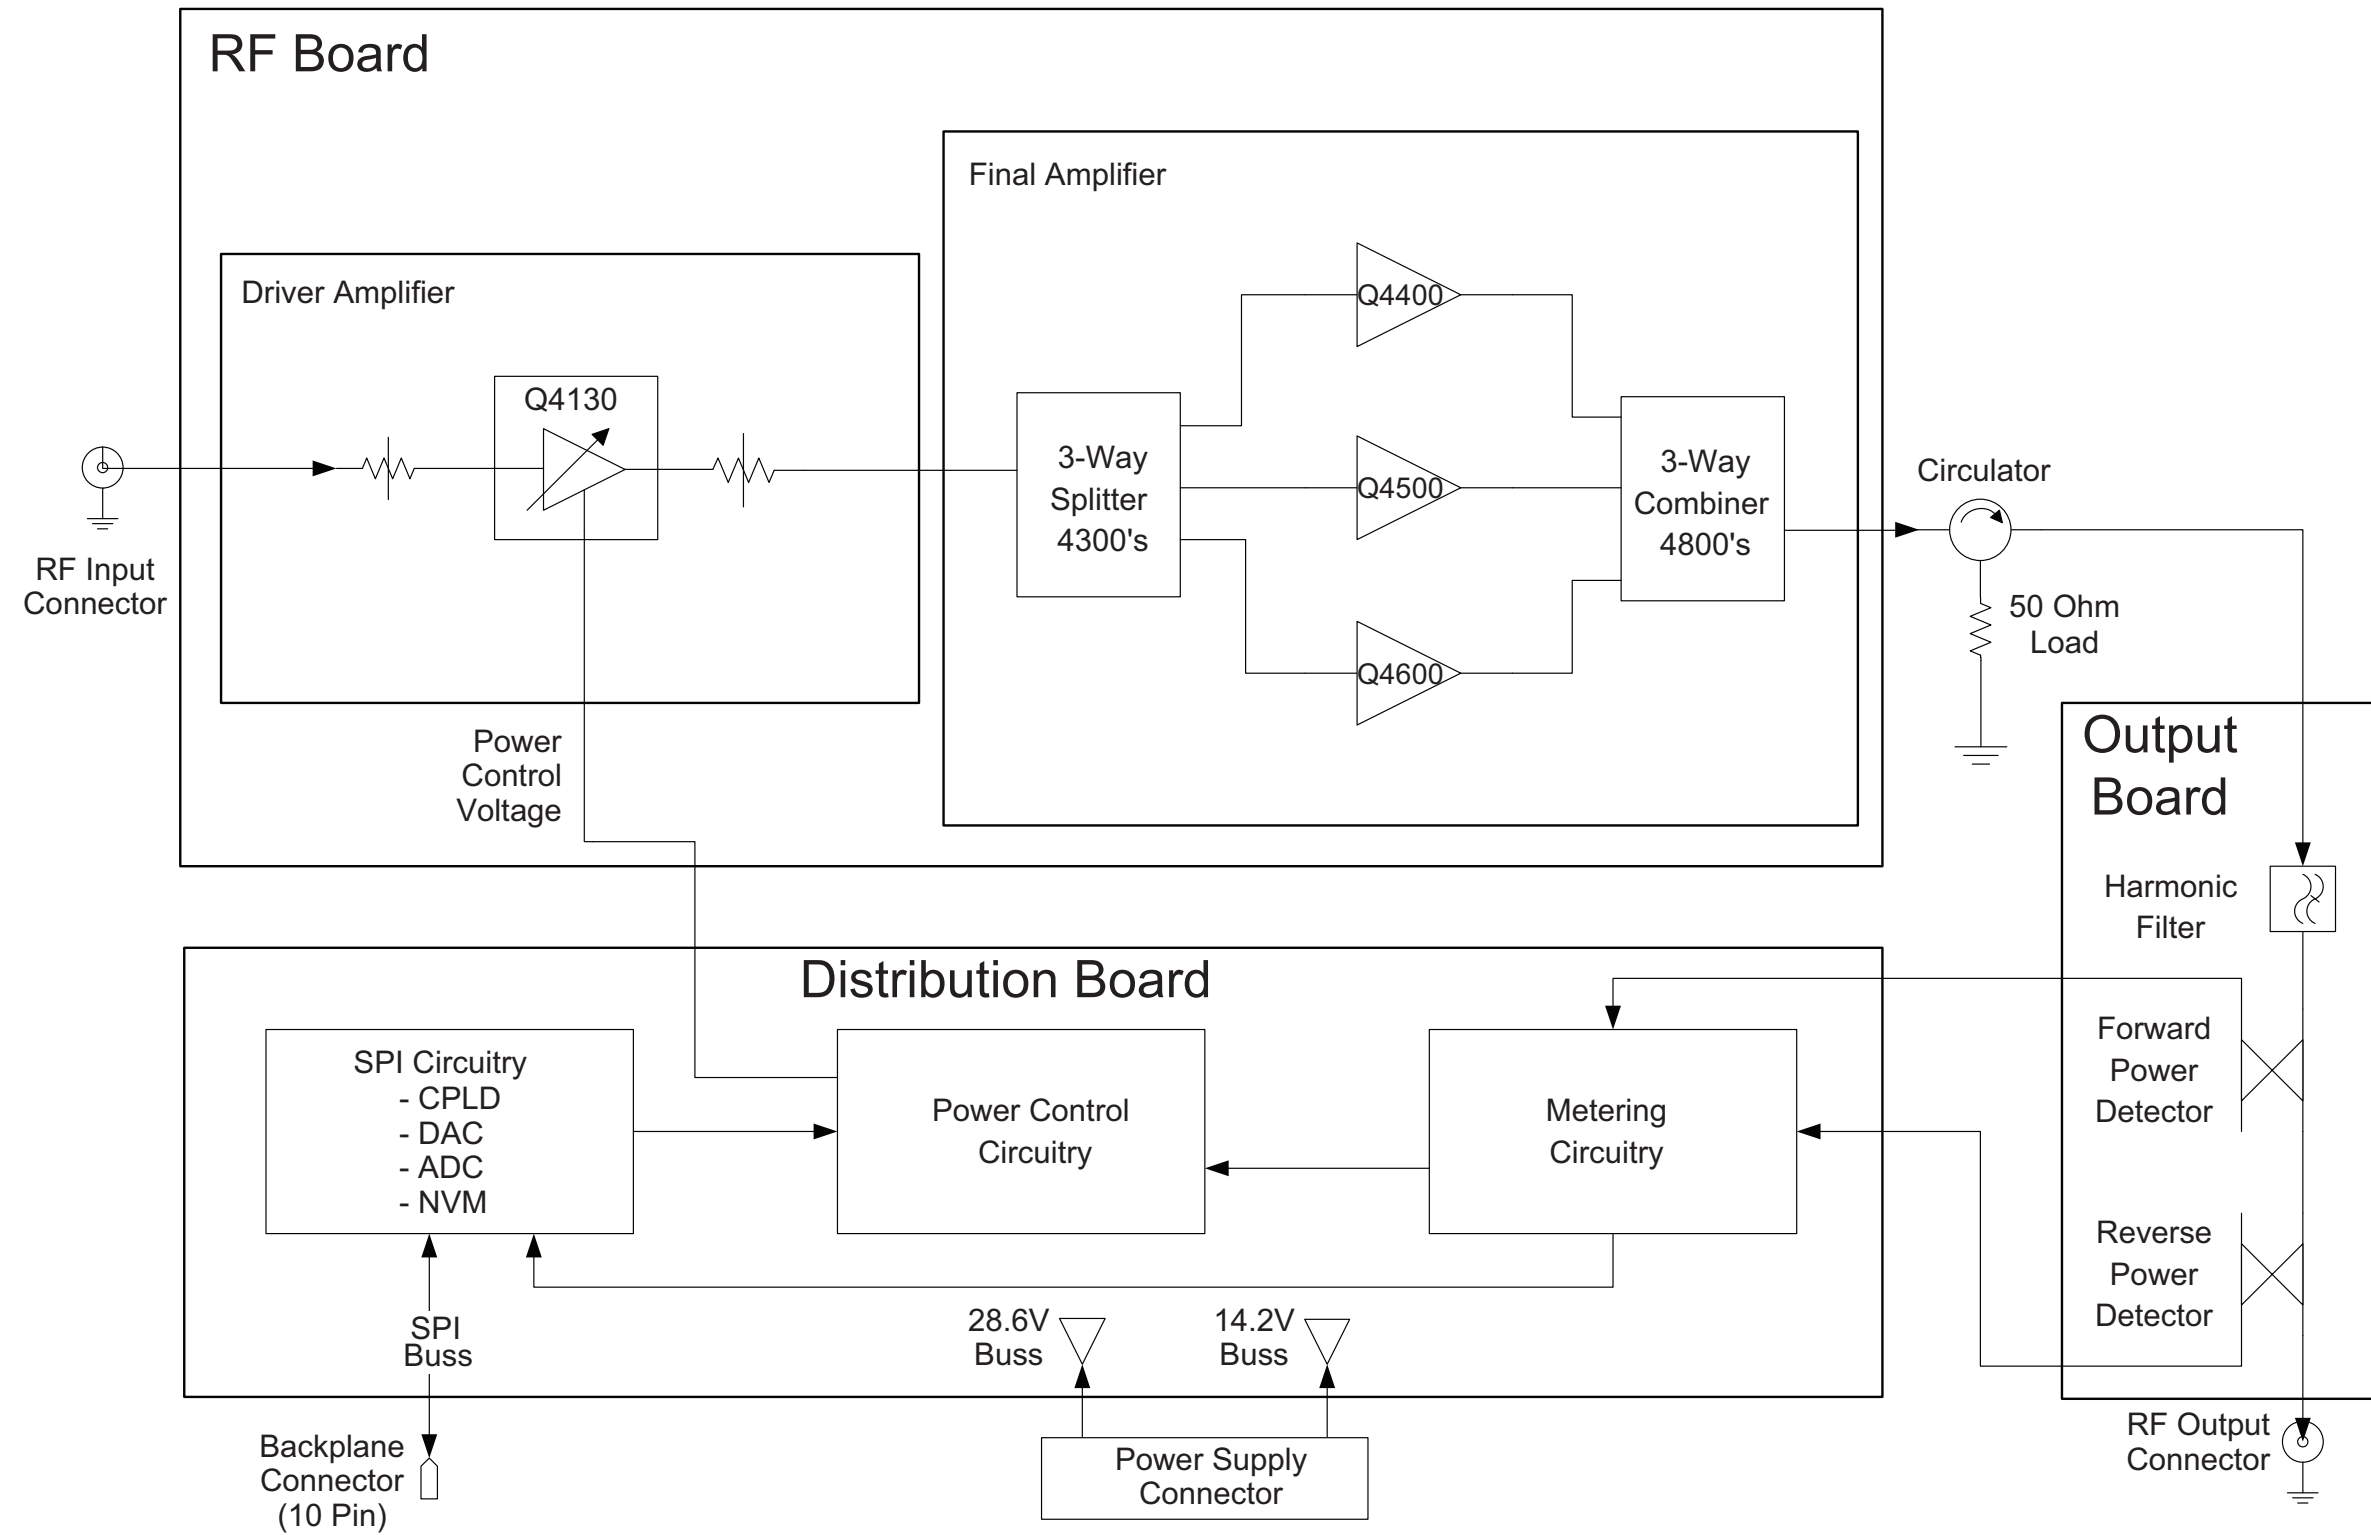 RF Board
Final Amplifier
Driver Amplifier
Q4400
Q4130
3-Way
Splitter
4300's
Q4500
3-Way
Combiner
4800's
Circulator
RF Input
Connector
50 Ohm
Load
Q4600
Power
Control
Voltage
Output
Board
Harmonic
Filter
Distribution Board
SPI Circuitry
- CPLD
- DAC
- ADC
- NVM
Power Control
Circuitry
Metering
Circuitry
Forward
Power
Detector
Reverse
Power
Detector
SPI
Buss
28.6V
Buss
14.2V
Buss
Backplane
Connector
(10 Pin)
Power Supply
Connector
RF Output
Connector